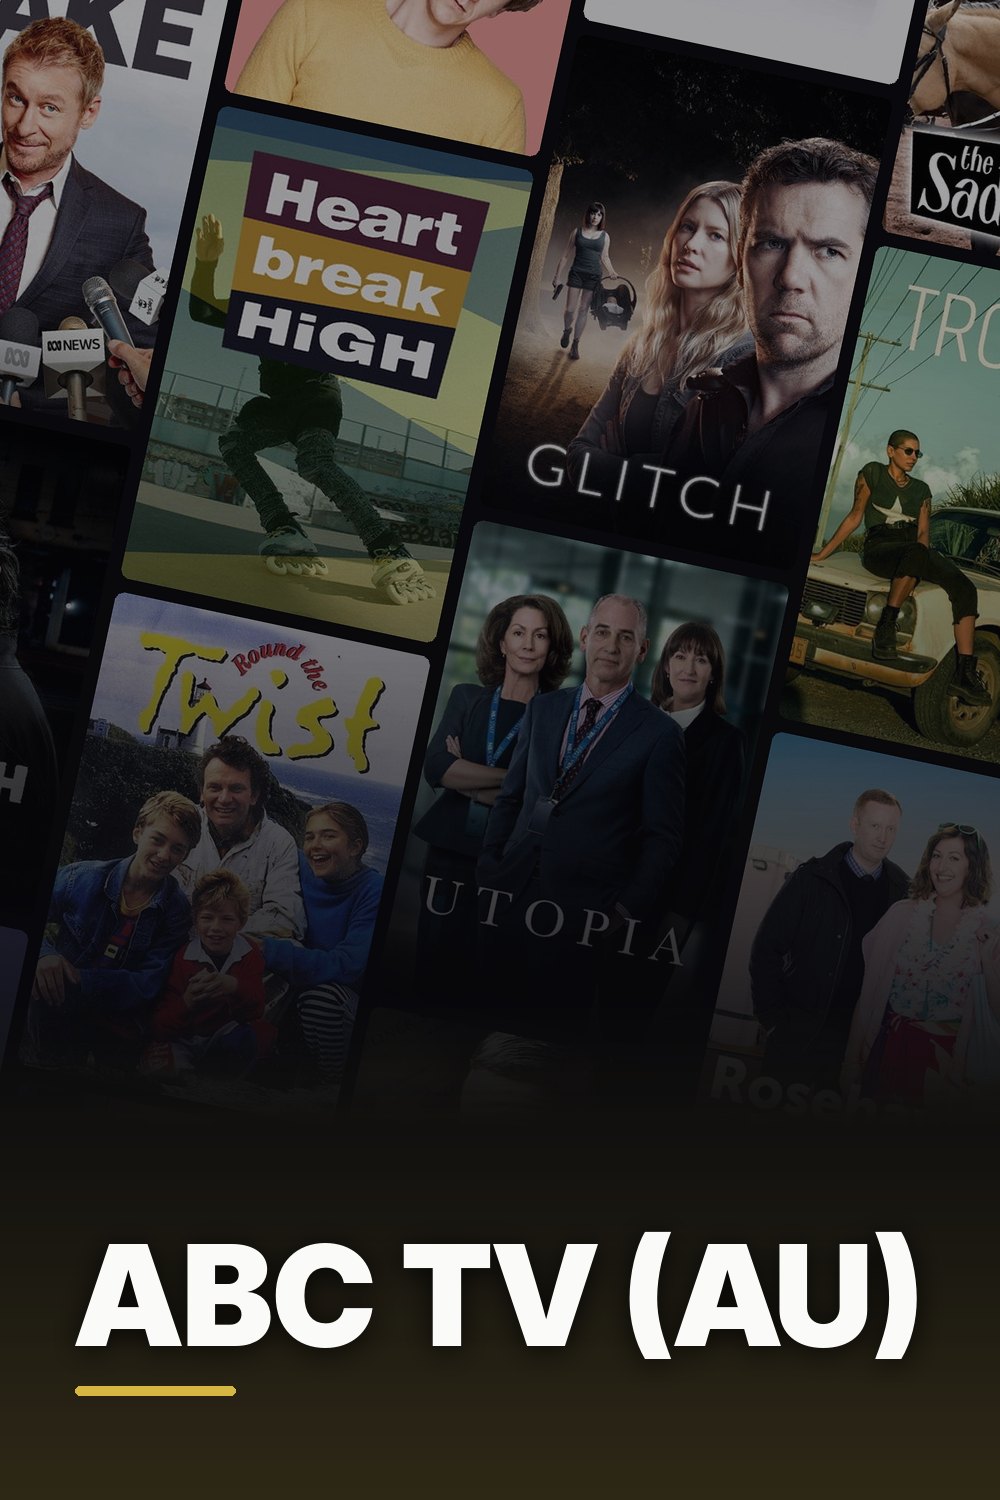 AKE
NEWS
Heart
break
HiGH
GLITCH
the
Sad
TRO
Round the
Twist
UTOPIA
H
Roseha
ABC TV (AU)